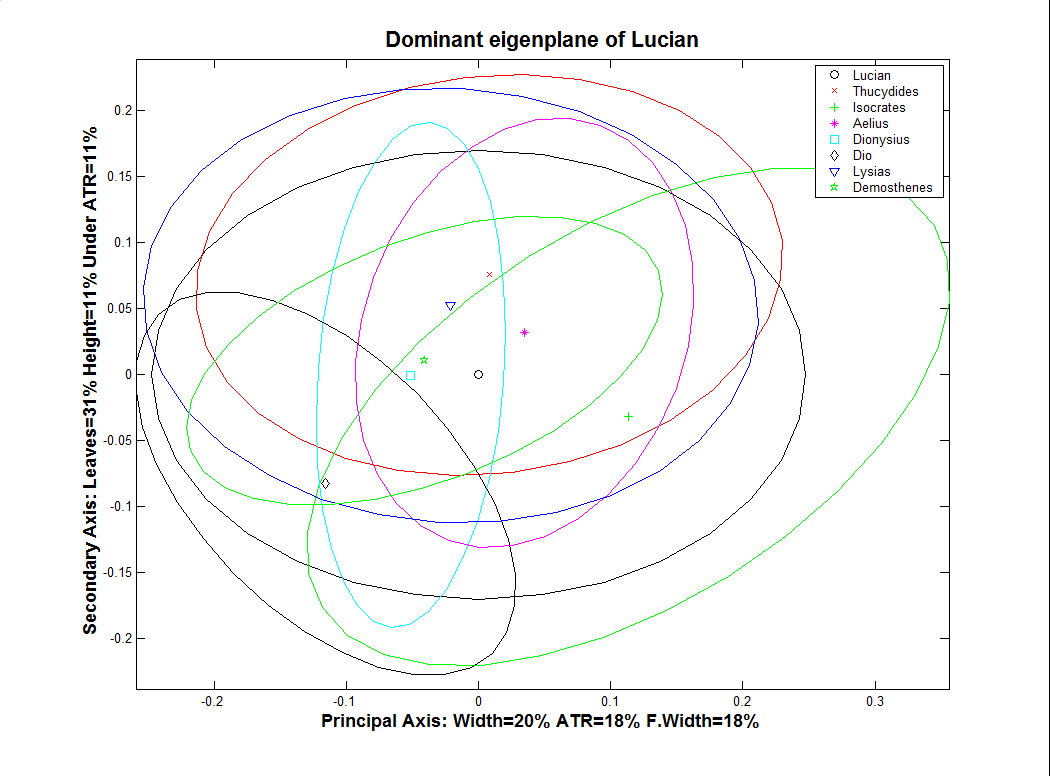 Dominant eigenplane of Lucian
Lucian
Thucydides
Isocrates
Aelius
Dionysius
Dio
Lysias
Demosthenes
Secondary Axis: Leaves=31% Height=11% Under ATR=11%
0.2
0.15
0.1
0.05
0
-0.05
-0.1
-0.15
-0.2
-0.2
-0.1
0
0.1
0.2
0.3
Principal Axis: Width=20% ATR=18% F.Width=18%